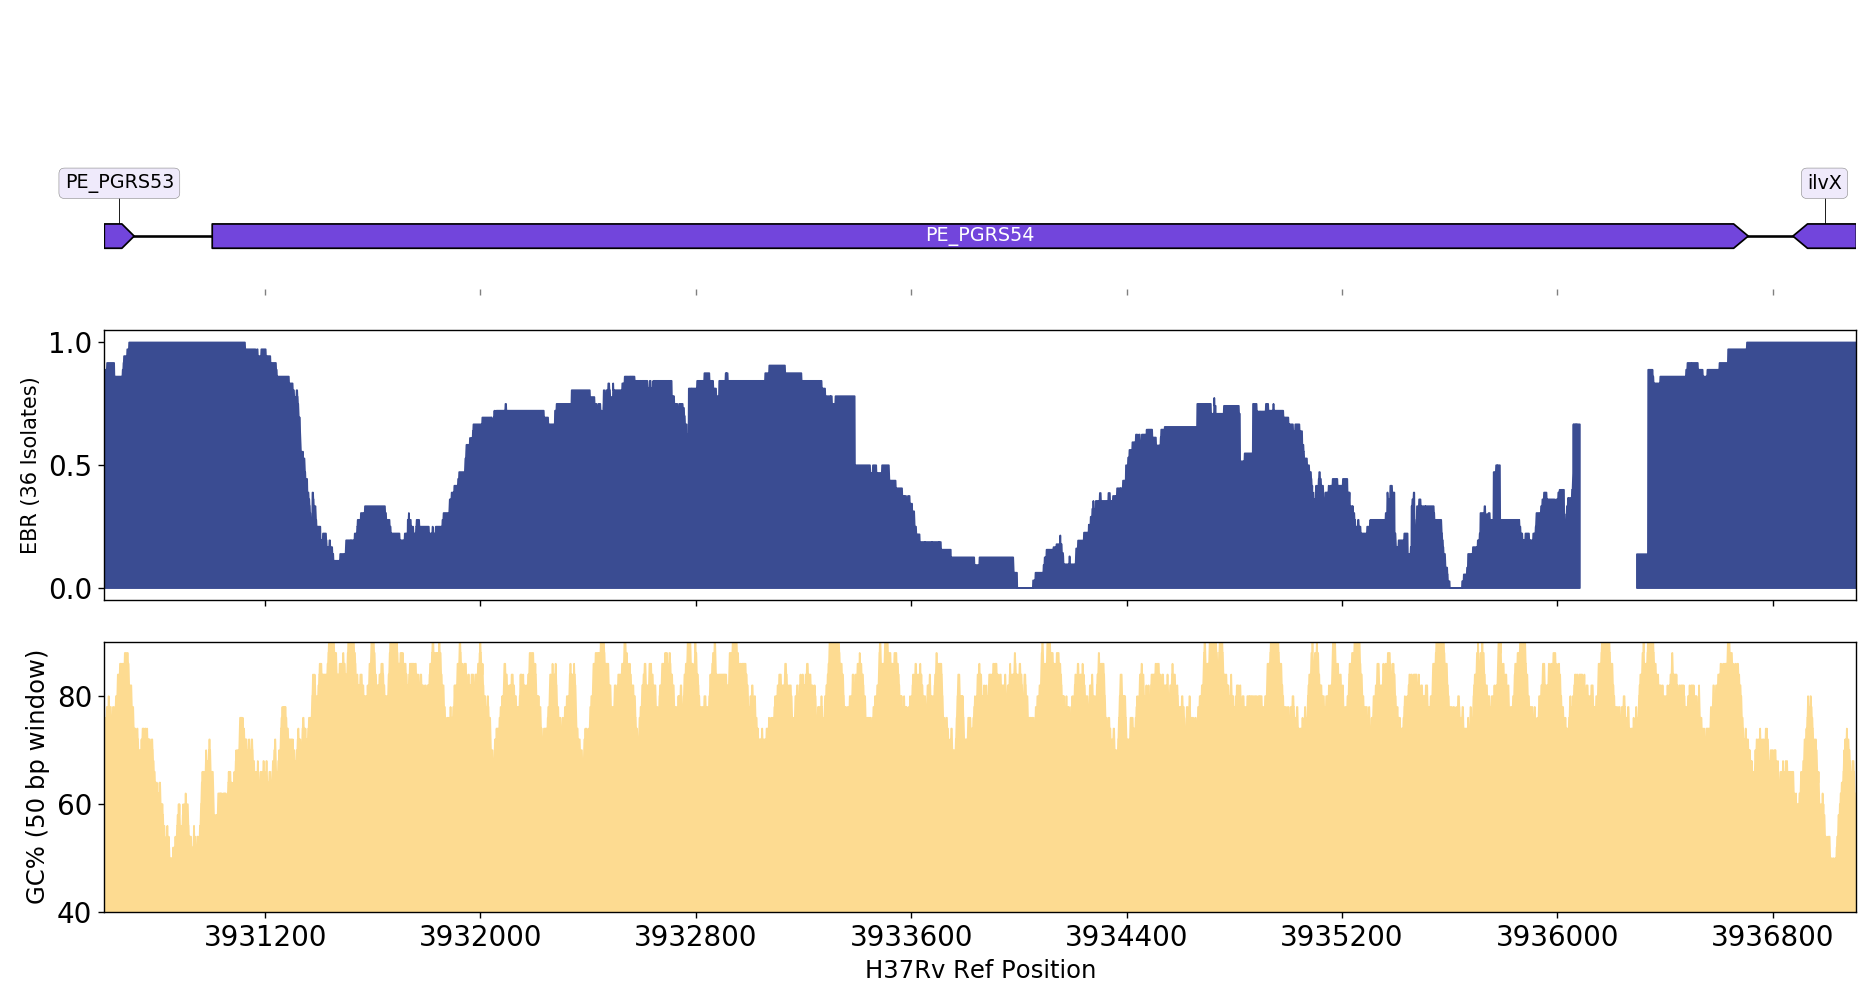 PE_PGRS53
ilvX
PE_PGRS54
1.0
0.5
0.0
EBR (36 Isolates)
80
60
40
GC% (50 bp window)
3931200 3932000 3932800 3933600 3934400 3935200 3936000 3936800
H37Rv Ref Position